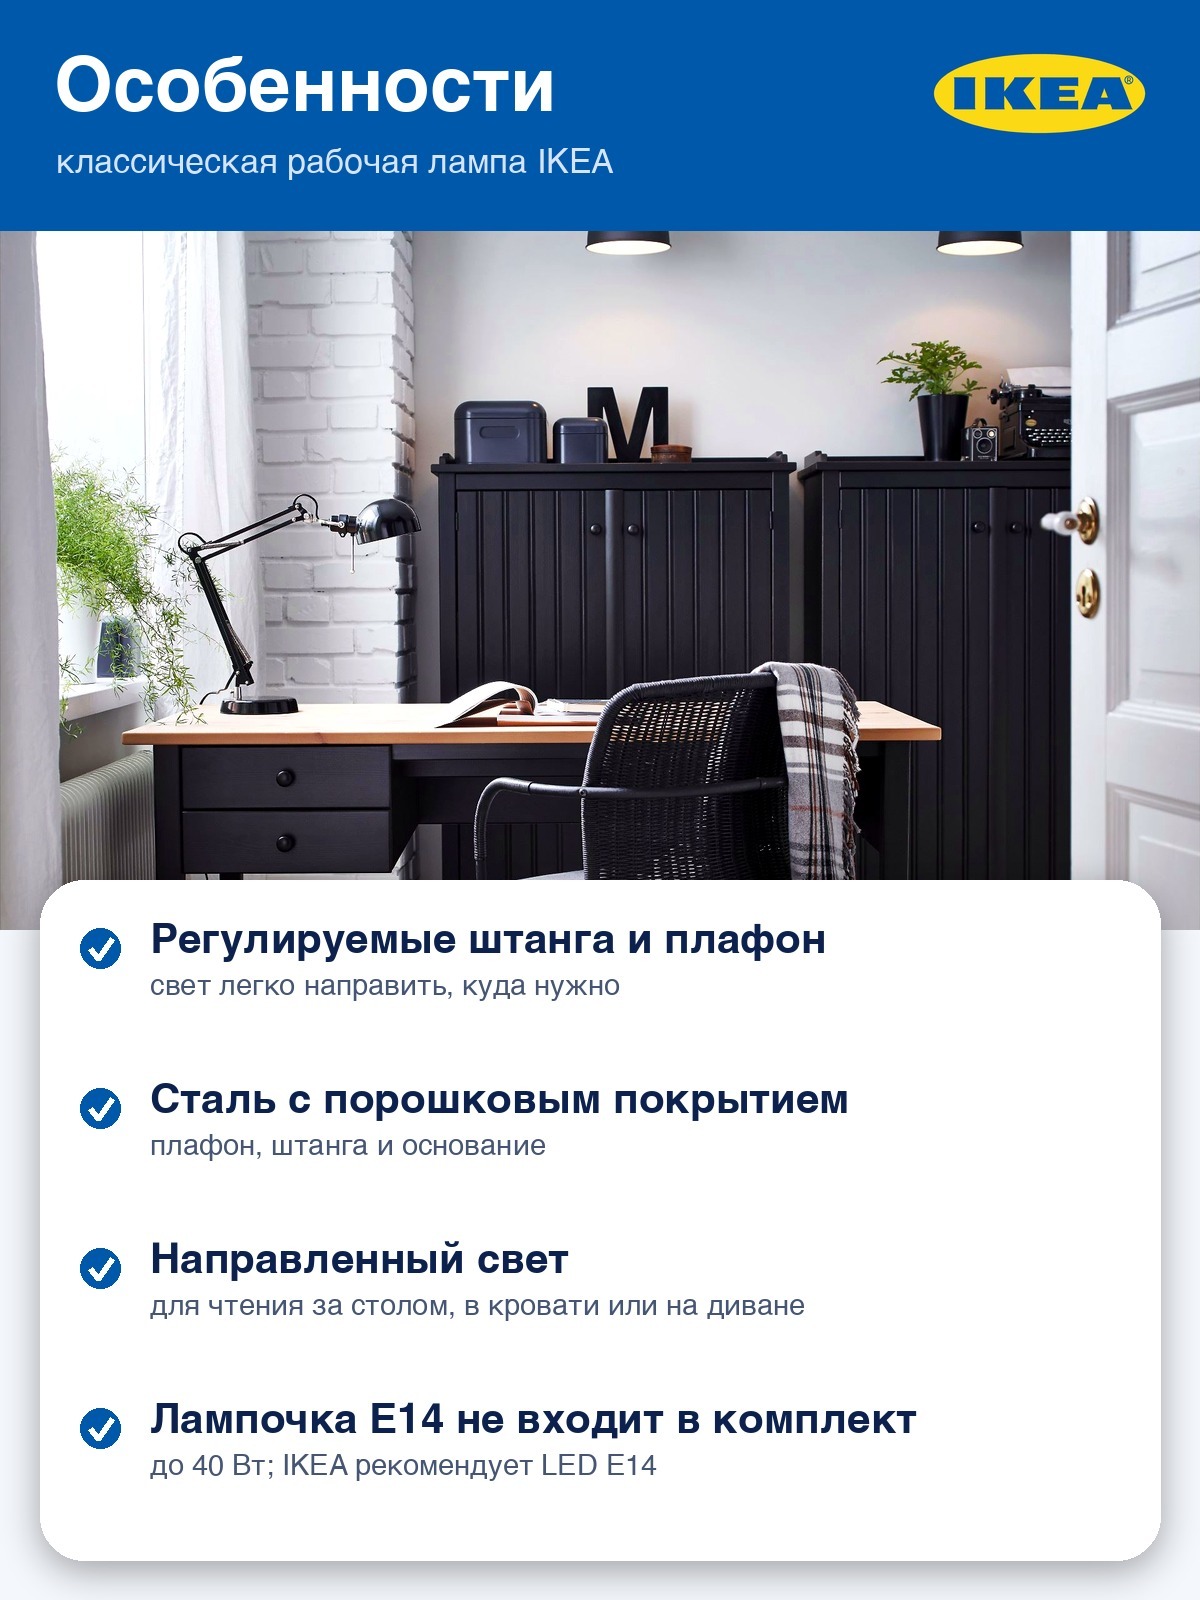 Особенности
классическая рабочая лампа IKEA
IKEA®
M
Регулируемые штанга и плафон
свет легко направить, куда нужно
Сталь с порошковым покрытием
плафон, штанга и основание
Направленный свет
для чтения за столом, в кровати или на диване
Лампочка E14 не входит в комплект
до 40 Вт; IKEA рекомендует LED E14